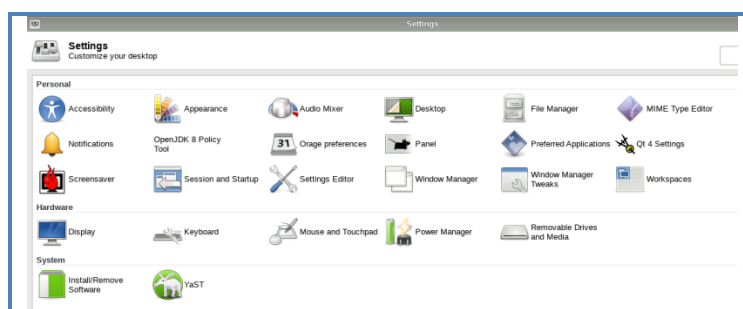 Settings
Settings
Customize your desktop
Personal
Accessibility
Appearance
Audio Mixer
Desktop
File Manager
MIME Type Editor
Notifications
OpenJDK 8 Policy
Tool
31
Orage preferences
Panel
Preferred Applications
Qt 4 Settings
Screensaver
Session and Startup
Settings Editor
Window Manager
Window Manager
Tweaks
Workspaces
Hardware
Display
Keyboard
Mouse and Touchpad
Power Manager
Removable Drives
and Media
System
Install/Remove
Software
YaST